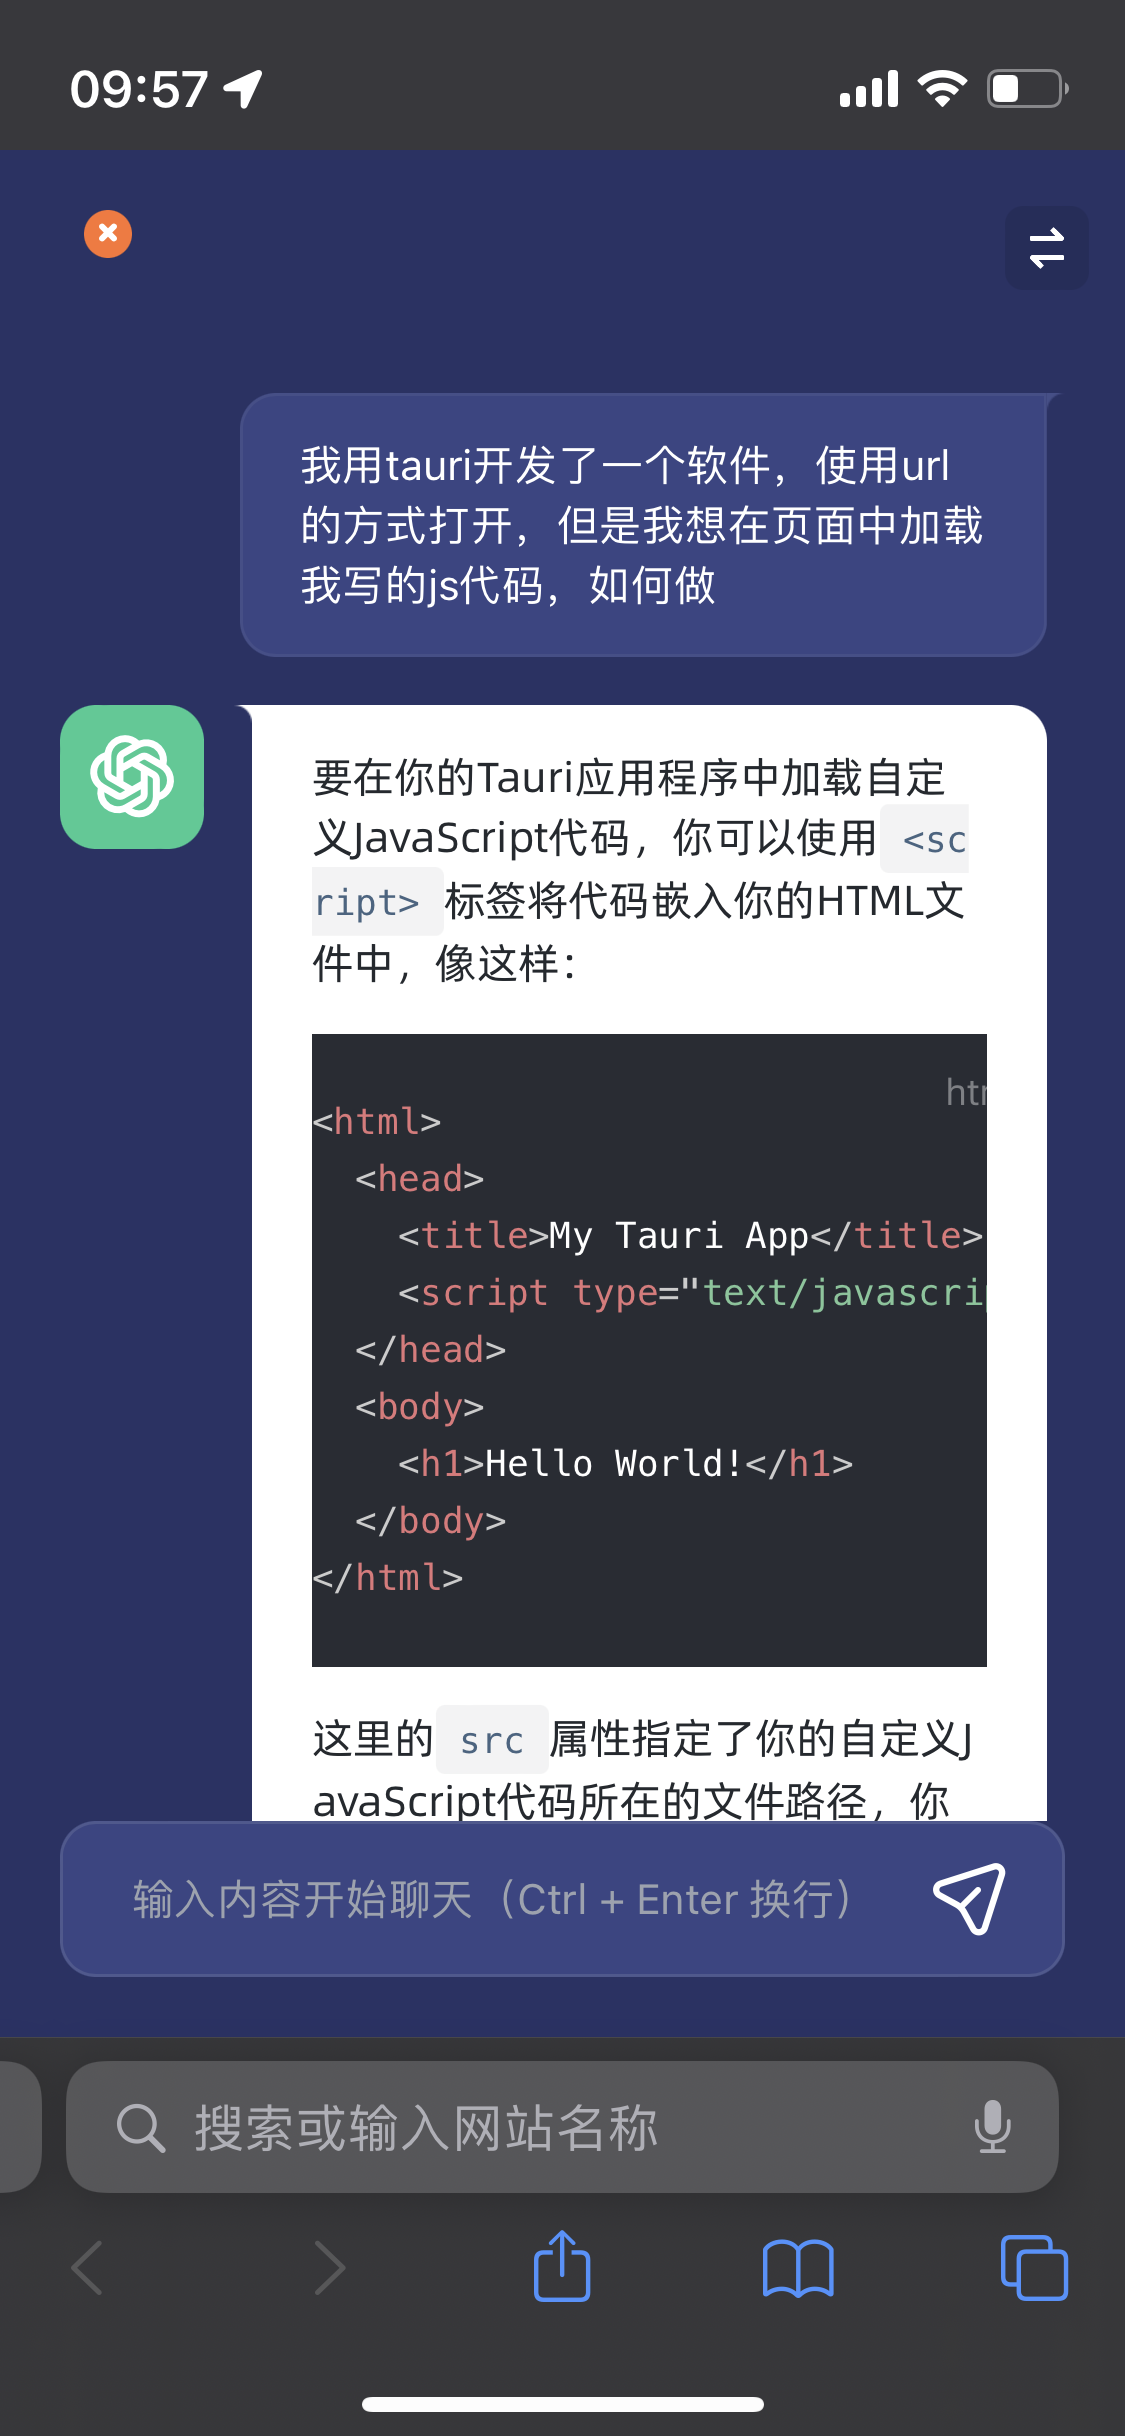 09:57
我用tauri开发了一个软件，使用url
的方式打开，但是我想在页面中加载
我写的js代码，如何做
要在你的Tauri应用程序中加载自定
义JavaScript代码，你可以使用 <sc
ript> 标签将代码嵌入你的HTML文
件中，像这样：
htm
<html>
  <head>
    <title>My Tauri App</title>
    <script type="text/javascrip
  </head>
  <body>
    <h1>Hello World!</h1>
  </body>
</html>
这里的 src 属性指定了你的自定义J
avaScript代码所在的文件路径，你
输入内容开始聊天（Ctrl + Enter 换行）
搜索或输入网站名称